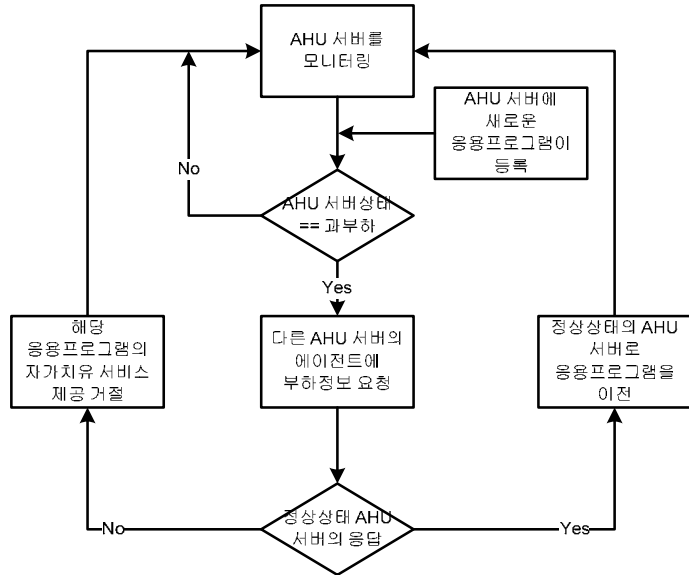 AHU 서버를
모니터링
AHU 서버에
새로운
응용프로그램이
등록
No
AHU 서버상태
== 과부하
Yes
해당
응용프로그램의
자가치유 서비스
제공 거절
다른 AHU 서버의
에이전트에
부하정보 요청
정상상태의 AHU
서버로
응용프로그램을
이전
No
정상상태 AHU
서버의 응답
Yes